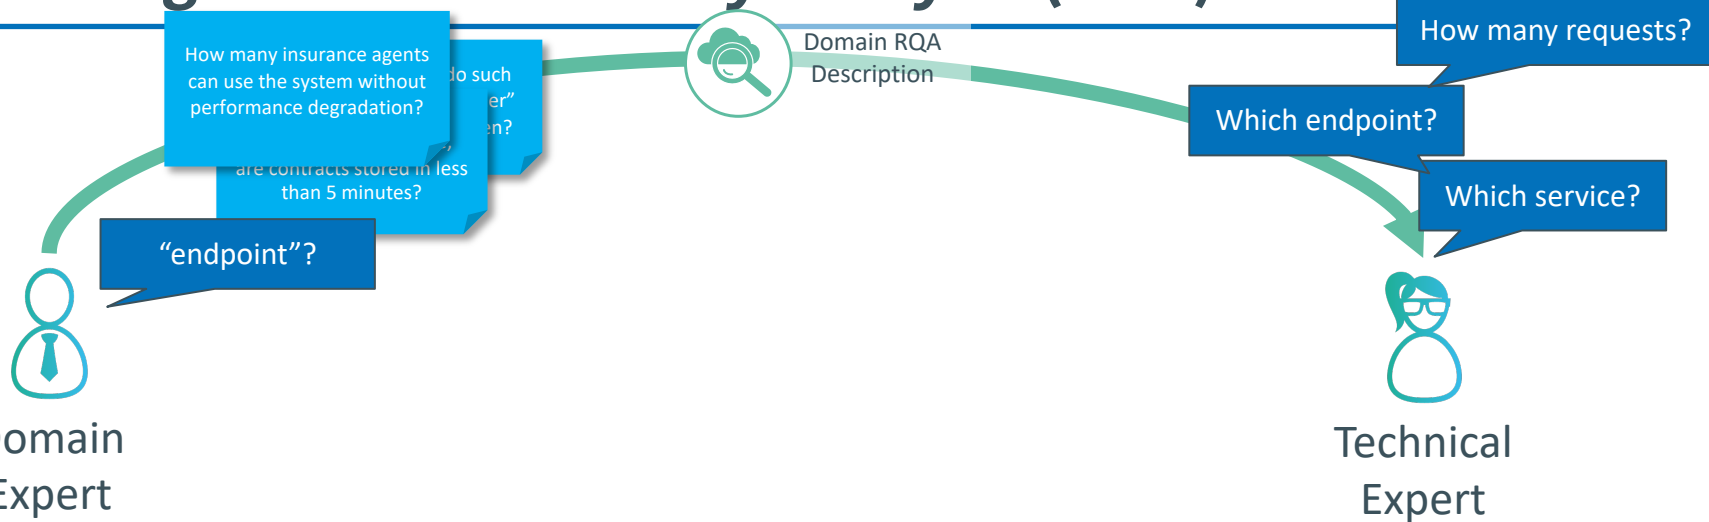 How many insurance agents
can use the system without
performance degradation?
do such
er”
en?
are contracts stored in less
than 5 minutes?
“endpoint”?
Domain RQA
Description
How many requests?
Which endpoint?
Which service?
omain
Expert
Technical
Expert